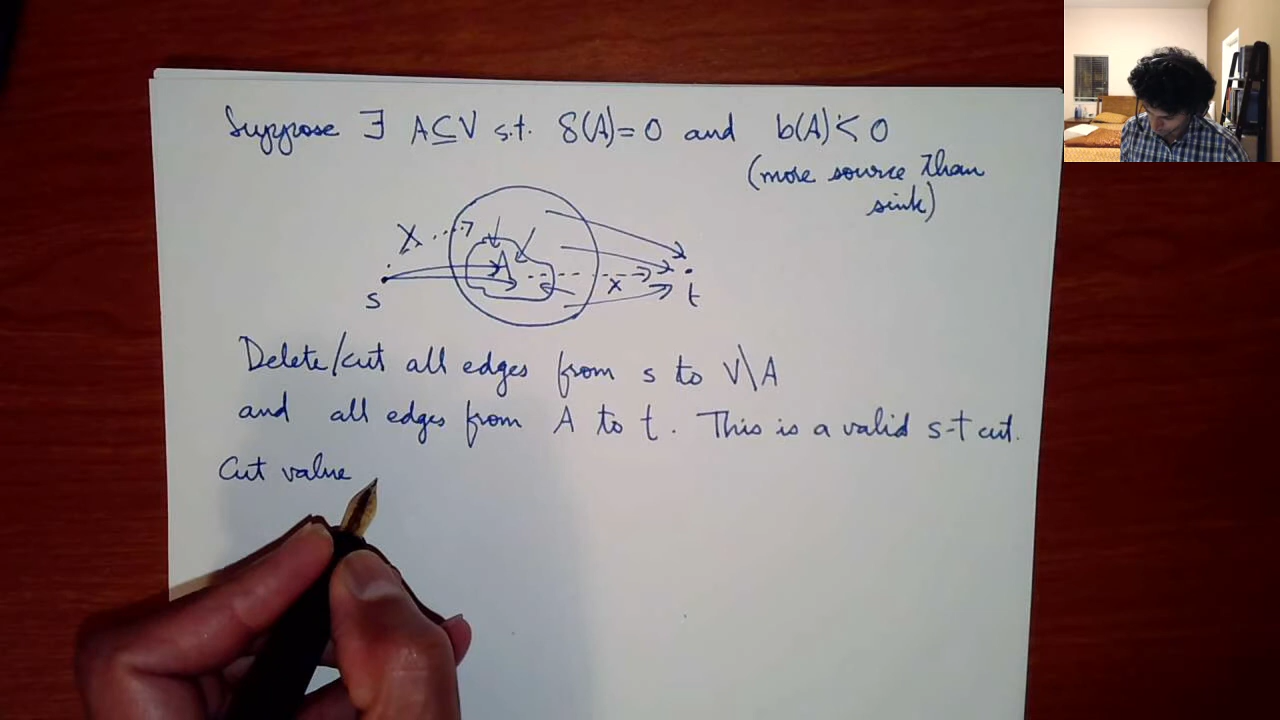 Suppose ∃ A⊆V s.t. δ(A)=0 and b(A)<0
(more source than
sink)
X
A
x
s
t
Delete/cut all edges from s to V\A
and all edges from A to t. This is a valid s-t cut.
Cut value